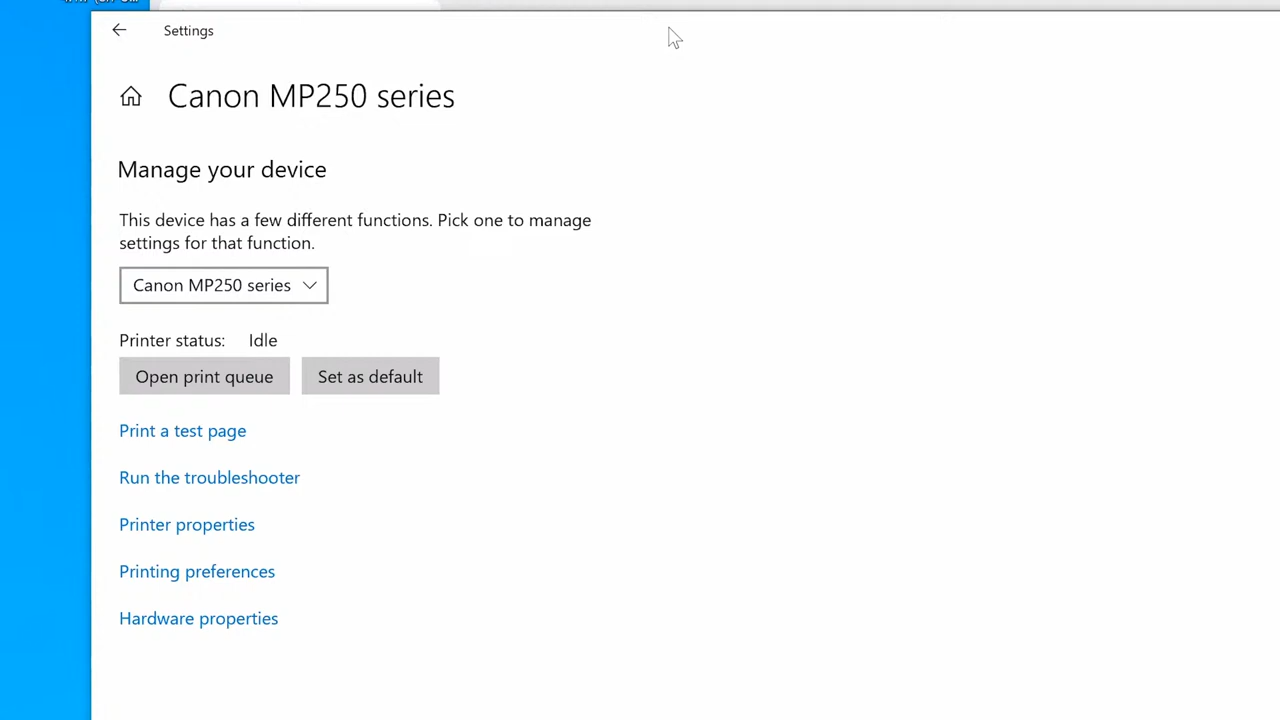 Settings
Canon MP250 series
Manage your device
This device has a few different functions. Pick one to manage
settings for that function.
Canon MP250 series
Printer status: Idle
Open print queue Set as default
Print a test page
Run the troubleshooter
Printer properties
Printing preferences
Hardware properties